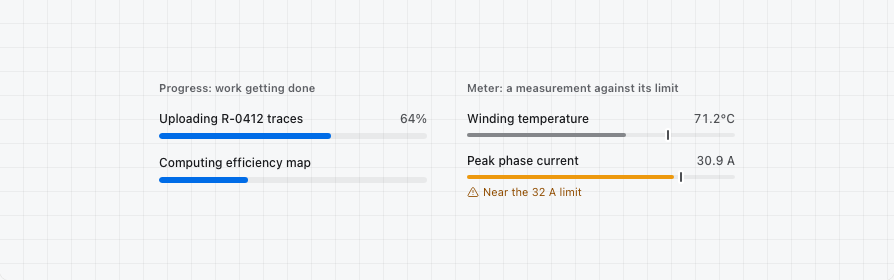 Progress: work getting done
Uploading R-0412 traces 64%
Computing efficiency map
Meter: a measurement against its limit
Winding temperature 71.2°C
Peak phase current 30.9 A
Near the 32 A limit